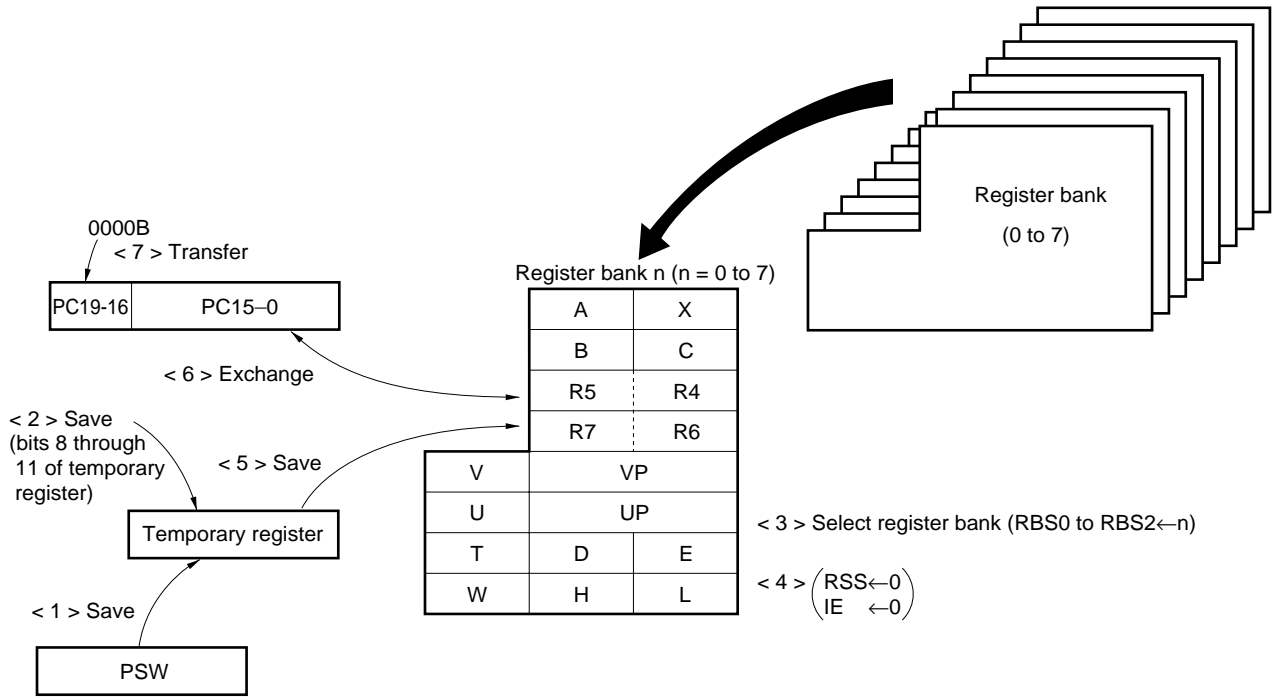 Register bank
(0 to 7)
0000B
< 7 > Transfer
PC19-16
PC15–0
< 6 > Exchange
Register bank n (n = 0 to 7)
A
X
B
C
R5
R4
R7
R6
V
VP
U
UP
T
D
E
W
H
L
< 2 > Save
(bits 8 through
11 of temporary
register)
< 5 > Save
Temporary register
< 1 > Save
PSW
< 3 > Select register bank (RBS0 to RBS2←n)
< 4 > (RSS←0
IE ←0)